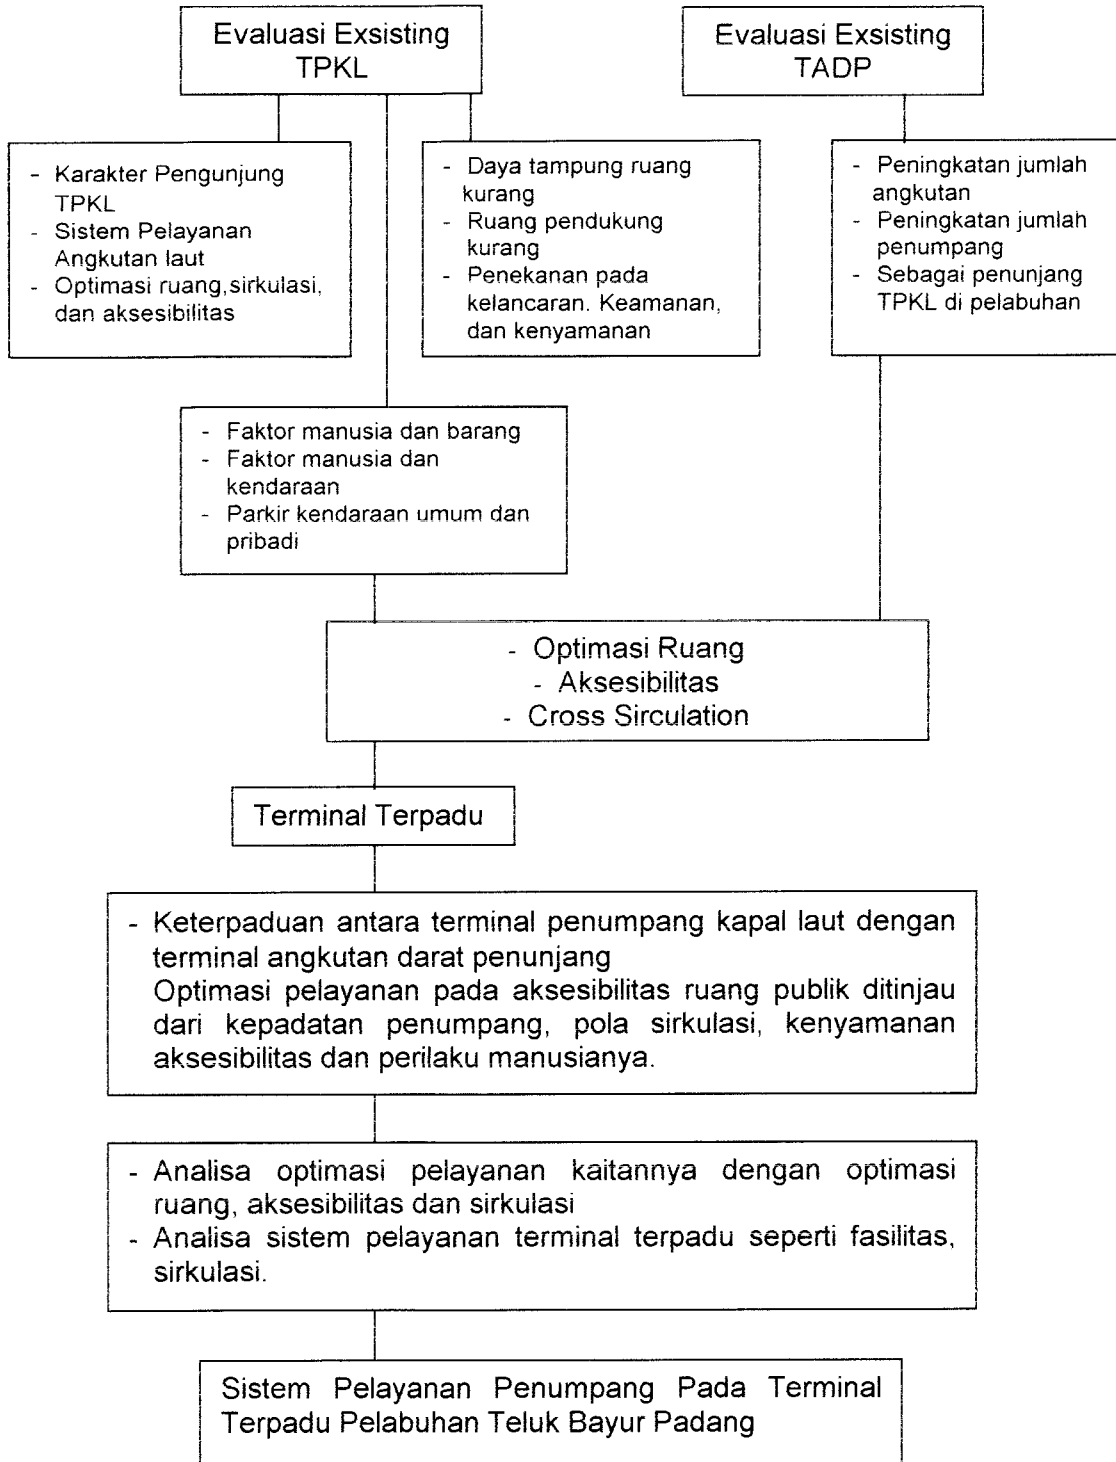 Evaluasi Exsisting
TPKL
Evaluasi Exsisting
TADP
- Karakter Pengunjung
TPKL
- Sistem Pelayanan
Angkutan laut
- Optimasi ruang,sirkulasi,
dan aksesibilitas
- Daya tampung ruang
kurang
- Ruang pendukung
kurang
- Penekanan pada
kelancaran. Keamanan,
dan kenyamanan
- Peningkatan jumlah
angkutan
- Peningkatan jumlah
penumpang
- Sebagai penunjang
TPKL di pelabuhan
- Faktor manusia dan barang
- Faktor manusia dan
kendaraan
- Parkir kendaraan umum dan
pribadi
- Optimasi Ruang
- Aksesibilitas
- Cross Sirculation
Terminal Terpadu
- Keterpaduan antara terminal penumpang kapal laut dengan
terminal angkutan darat penunjang
Optimasi pelayanan pada aksesibilitas ruang publik ditinjau
dari kepadatan penumpang, pola sirkulasi, kenyamanan
aksesibilitas dan perilaku manusianya.
- Analisa optimasi pelayanan kaitannya dengan optimasi
ruang, aksesibilitas dan sirkulasi
- Analisa sistem pelayanan terminal terpadu seperti fasilitas,
sirkulasi.
Sistem Pelayanan Penumpang Pada Terminal
Terpadu Pelabuhan Teluk Bayur Padang